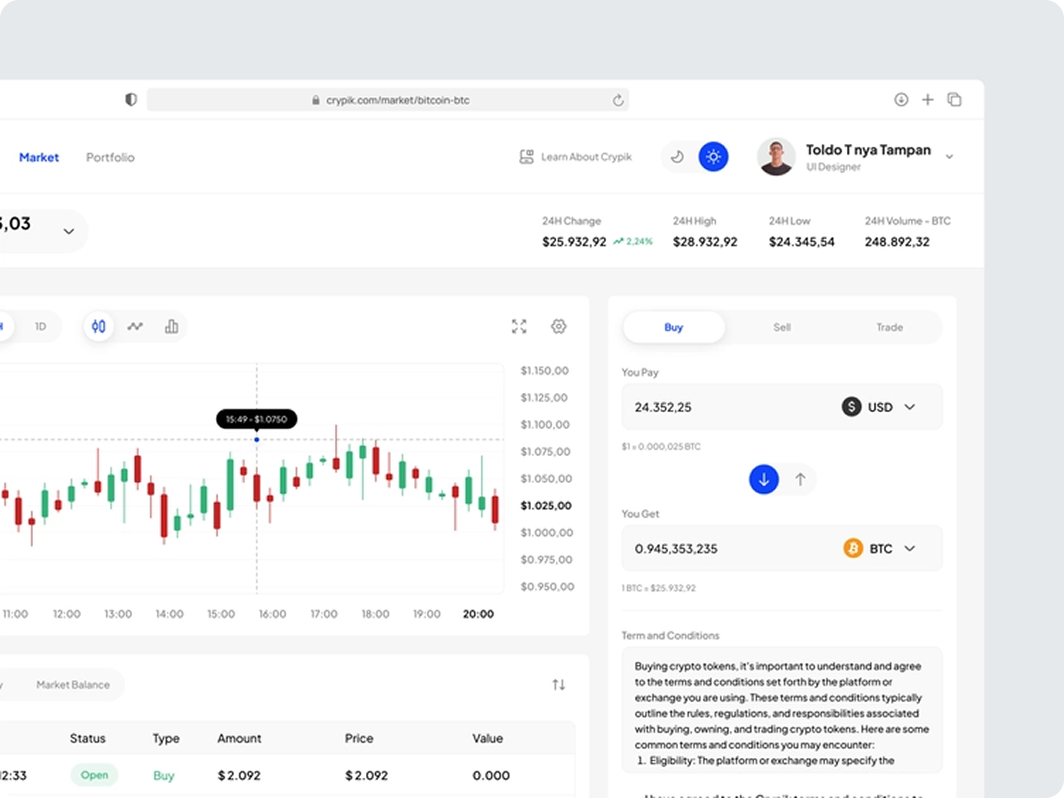 crypik.com/market/bitcoin-btc
Market
Portfolio
Learn About Crypik
Toldo T nya Tampan
UI Designer
,03
24H Change
$25.932,92
2,24%
24H High
$28.932,92
24H Low
$24.345,54
24H Volume - BTC
248.892,32
1D
15:49 - $1.0750
$1.150,00
$1.125,00
$1.100,00
$1.075,00
$1.050,00
$1.025,00
$1.000,00
$0.975,00
$0.950,00
11:00
12:00
13:00
14:00
15:00
16:00
17:00
18:00
19:00
20:00
Buy
Sell
Trade
You Pay
24.352,25
$
USD
$1 = 0.000,025 BTC
You Get
0.945,353,235
BTC
1 BTC = $25.932,92
Term and Conditions
Buying crypto tokens, it's important to understand and agree
to the terms and conditions set forth by the platform or
exchange you are using. These terms and conditions typically
outline the rules, regulations, and responsibilities associated
with buying, owning, and trading crypto tokens. Here are some
common terms and conditions you may encounter:
1. Eligibility: The platform or exchange may specify the
Market Balance
Status
Type
Amount
Price
Value
12:33
Open
Buy
$ 2.092
$ 2.092
0.000